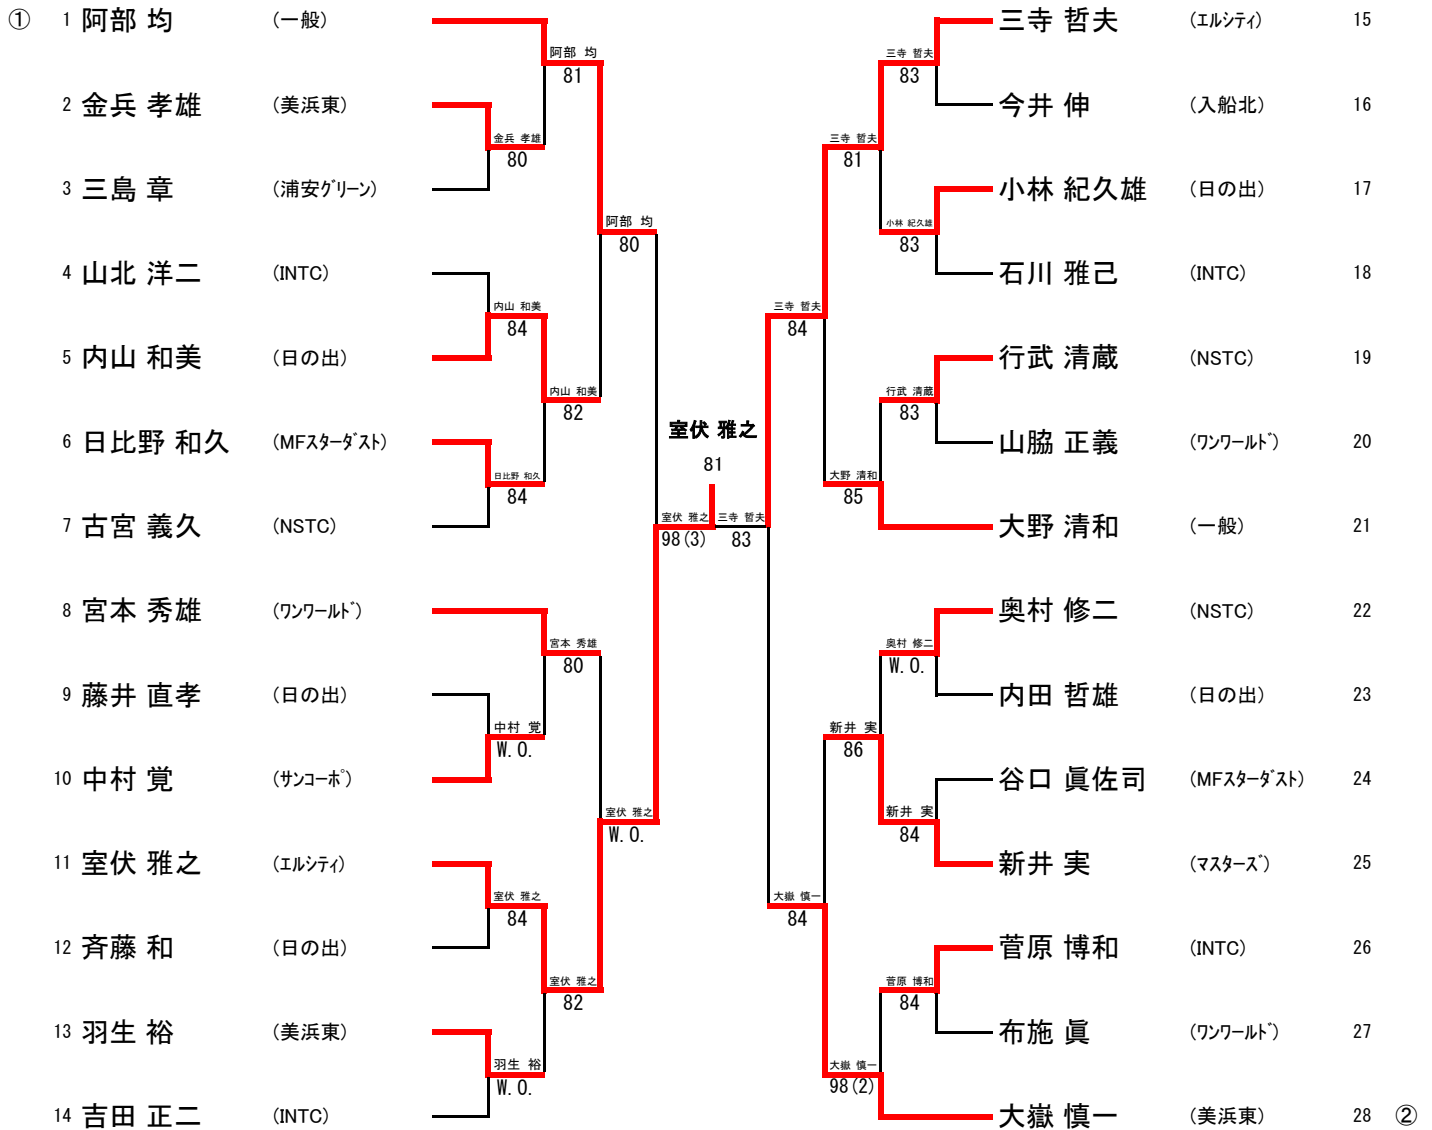 ① 1 阿部 均 (一般)
2 金兵 孝雄 (美浜東)
3 三島 章 (浦安グリーン)
4 山北 洋二 (INTC)
5 内山 和美 (日の出)
6 日比野 和久 (MFスターダスト)
7 古宮 義久 (NSTC)
8 宮本 秀雄 (ワンワールド)
9 藤井 直孝 (日の出)
10 中村 覚 (サンコーポ)
11 室伏 雅之 (エルシティ)
12 斉藤 和 (日の出)
13 羽生 裕 (美浜東)
14 吉田 正二 (INTC)
金兵 孝雄
80
内山 和美
84
日比野 和久
84
中村 覚
W.O.
室伏 雅之
84
羽生 裕
W.O.
阿部 均
81
内山 和美
82
宮本 秀雄
80
室伏 雅之
82
阿部 均
80
室伏 雅之
W.O.
室伏 雅之
98(3)
室伏 雅之
81
三寺 哲夫
83
三寺 哲夫
84
大嶽 慎一
84
三寺 哲夫
81
大野 清和
85
新井 実
86
大嶽 慎一
98(2)
三寺 哲夫
83
小林 紀久雄
83
行武 清蔵
83
奥村 修二
W.O.
新井 実
84
菅原 博和
84
三寺 哲夫 (エルシティ) 15
今井 伸 (入船北) 16
小林 紀久雄 (日の出) 17
石川 雅己 (INTC) 18
行武 清蔵 (NSTC) 19
山脇 正義 (ワンワールド) 20
大野 清和 (一般) 21
奥村 修二 (NSTC) 22
内田 哲雄 (日の出) 23
谷口 眞佐司 (MFスターダスト) 24
新井 実 (マスターズ) 25
菅原 博和 (INTC) 26
布施 眞 (ワンワールド) 27
大嶽 慎一 (美浜東) 28 ②